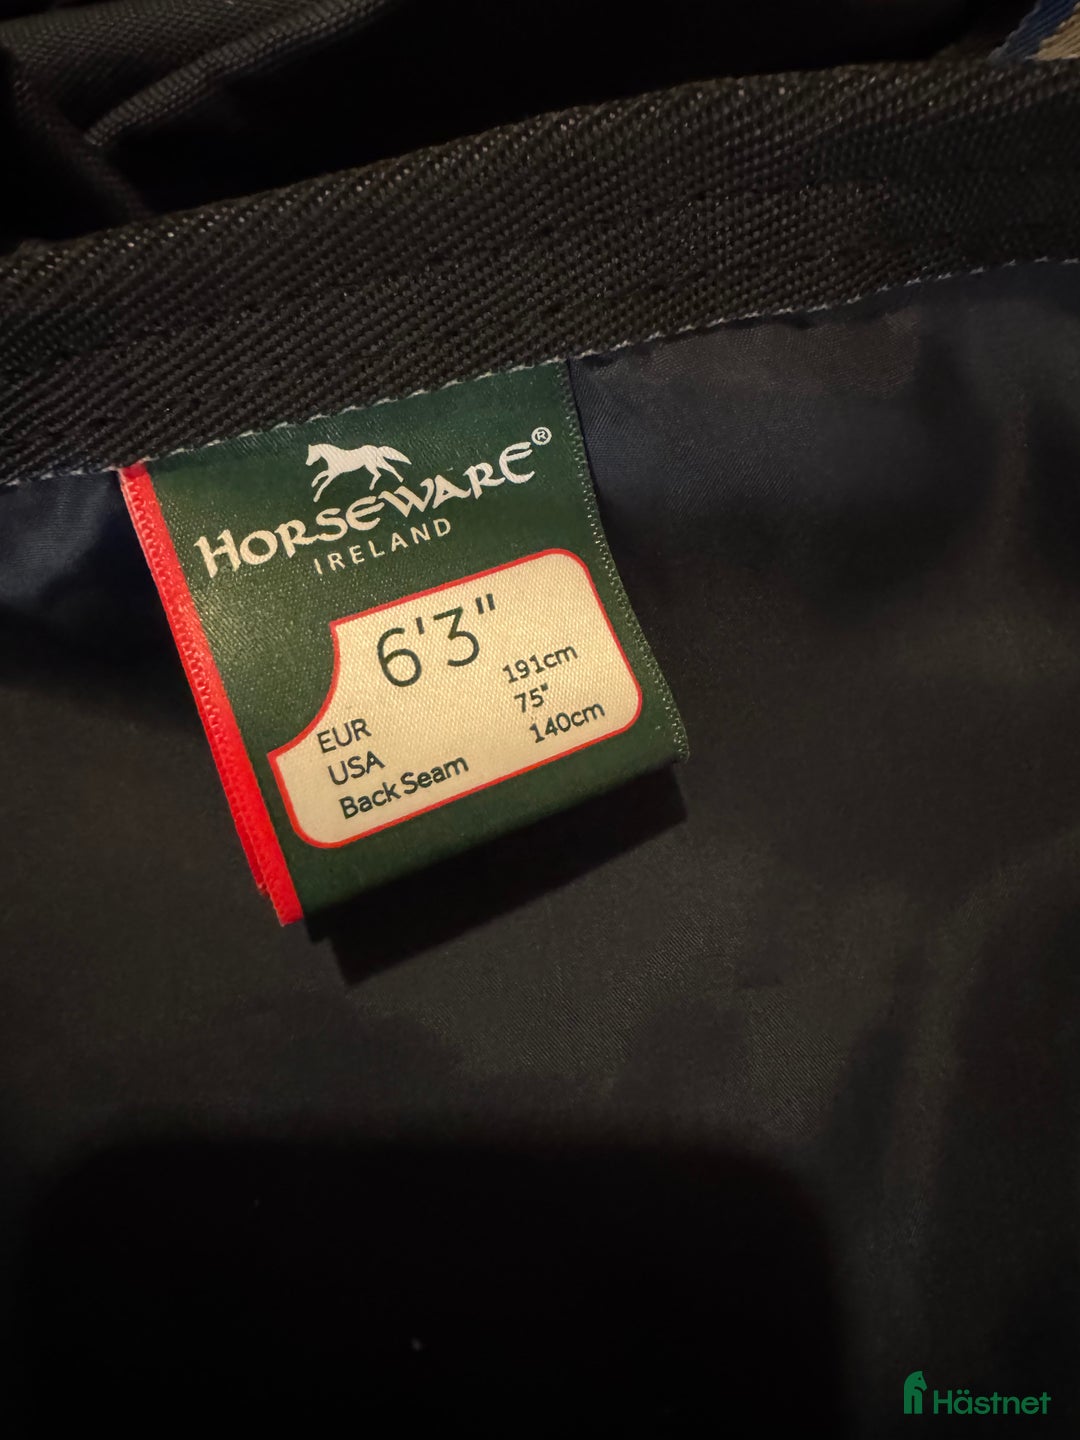 HORSEWARE®
IRELAND
6'3"
EUR 191cm
USA 75"
Back Seam 140cm
Hästnet